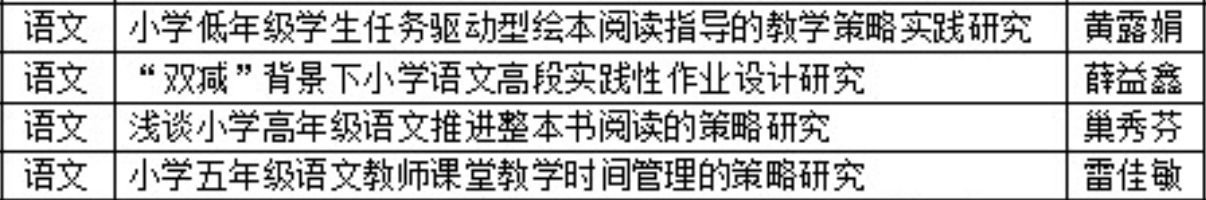 语文 小学低年级学生任务驱动型绘本阅读指导的教学策略实践研究 黄露娟
语文 “双减”背景下小学语文高段实践性作业设计研究 薛益鑫
语文 浅谈小学高年级语文推进整本书阅读的策略研究 巢秀芬
语文 小学五年级语文教师课堂教学时间管理的策略研究 雷佳敏